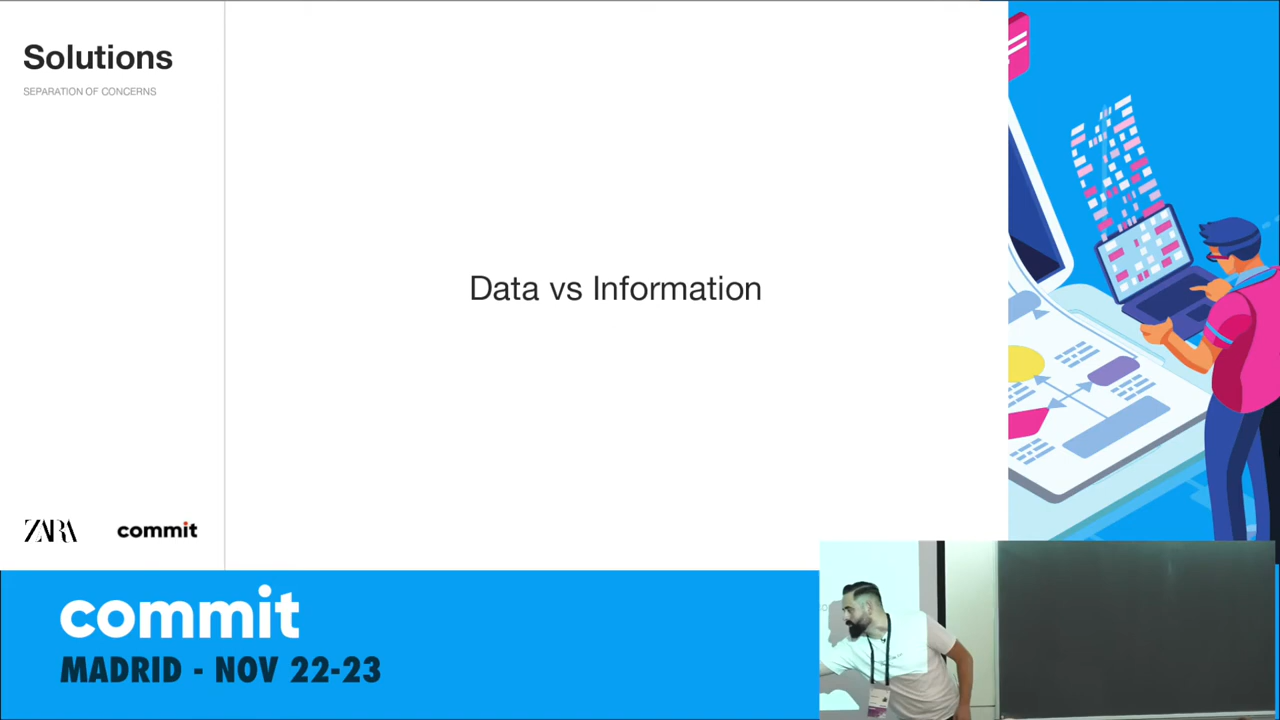 Solutions
SEPARATION OF CONCERNS
Data vs Information
ZARA
commit
commit
MADRID - NOV 22-23